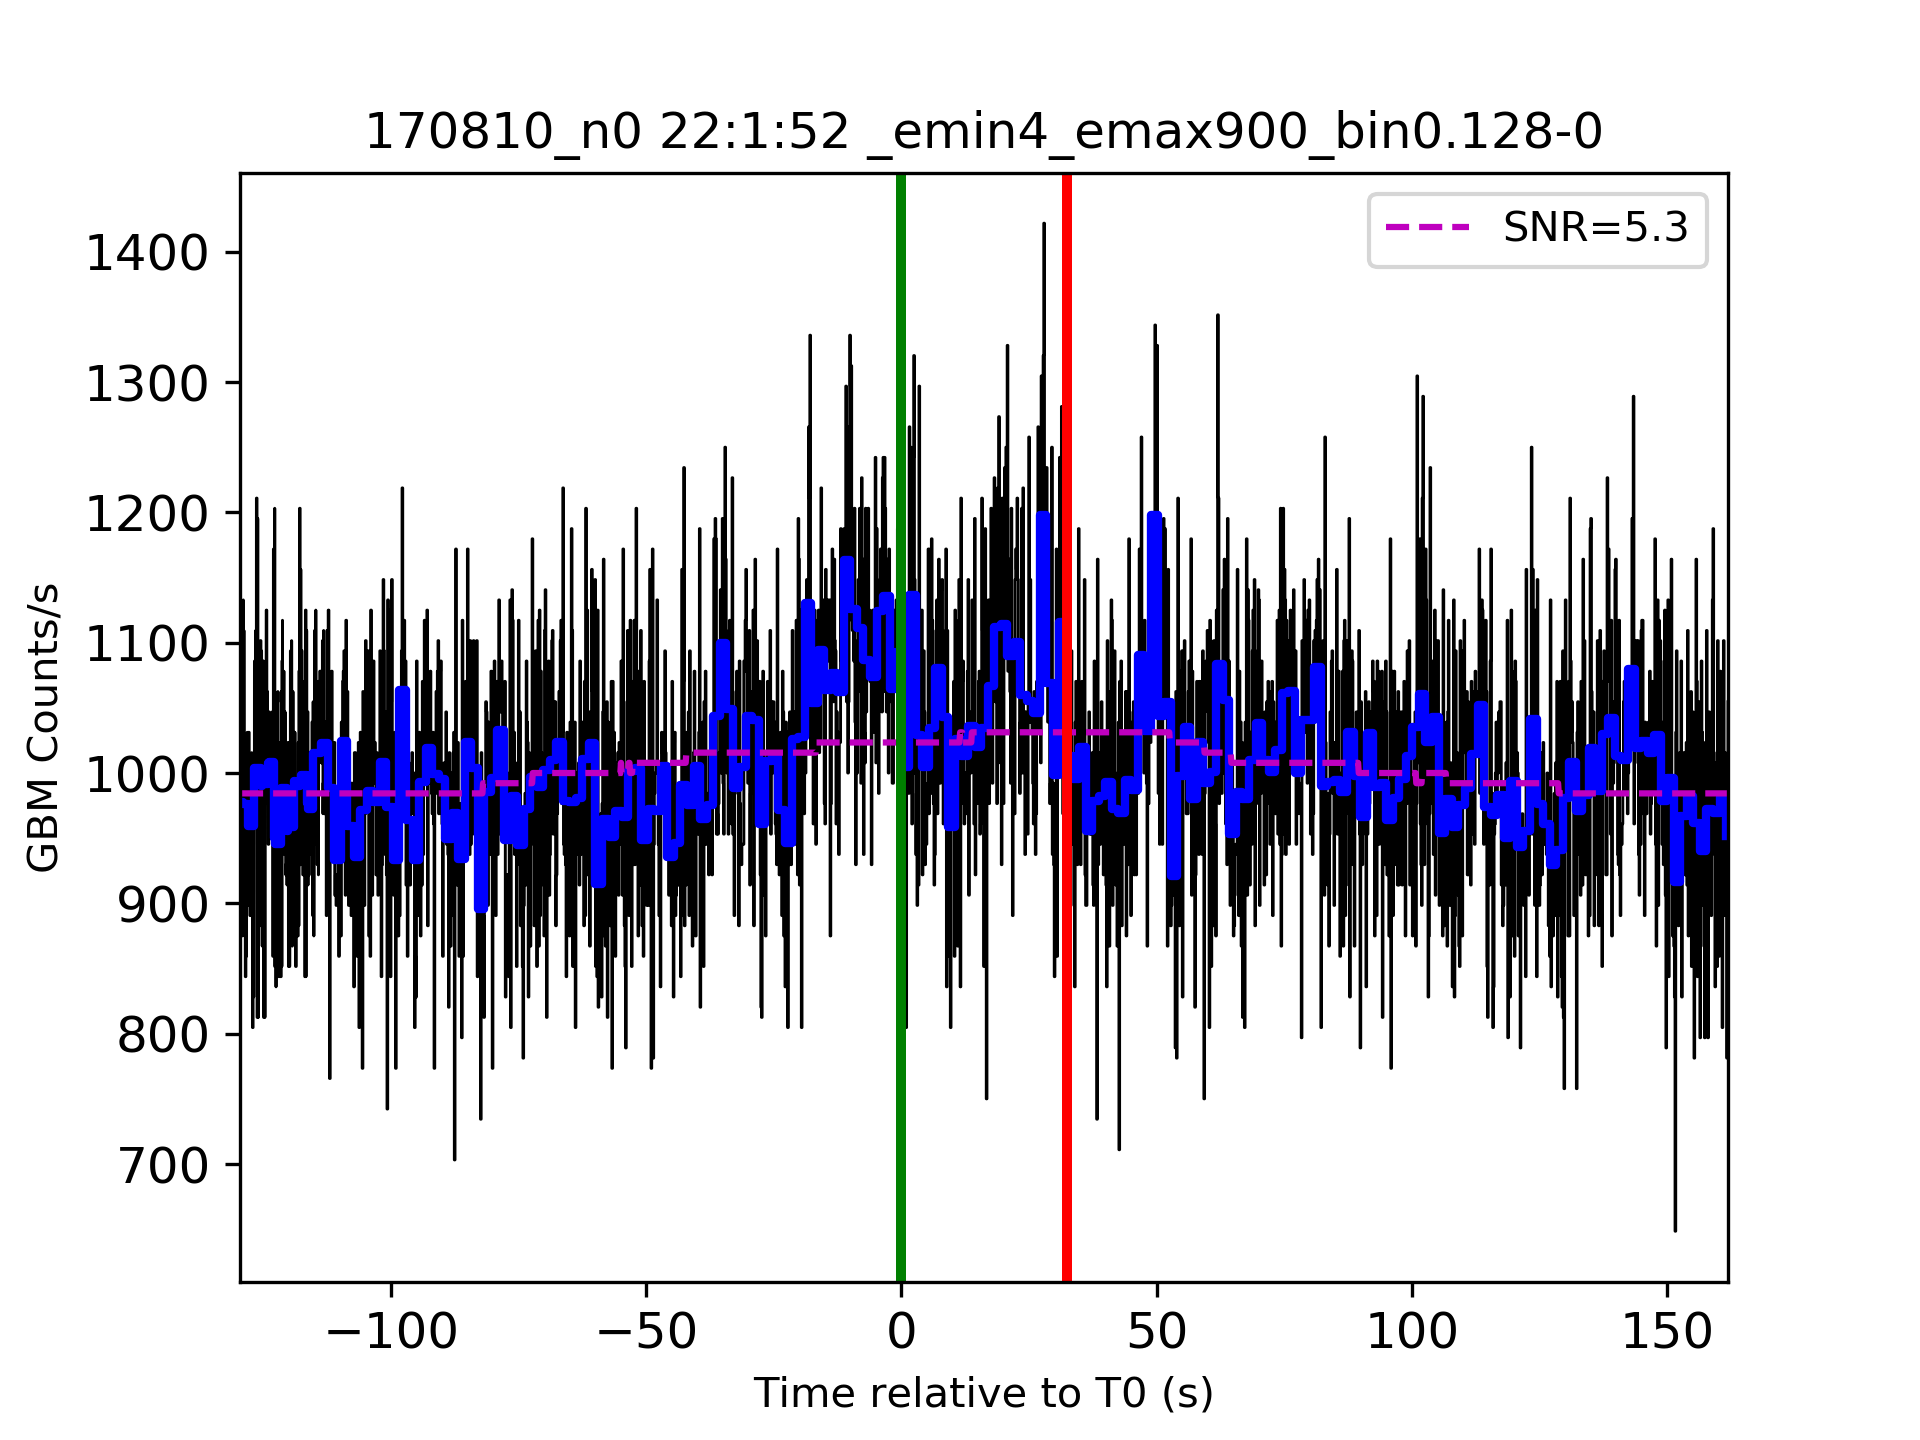 170810_n0 22:1:52 _emin4_emax900_bin0.128-0
SNR=5.3
GBM Counts/s
1400
1300
1200
1100
1000
900
800
700
−100 −50 0 50 100 150
Time relative to T0 (s)